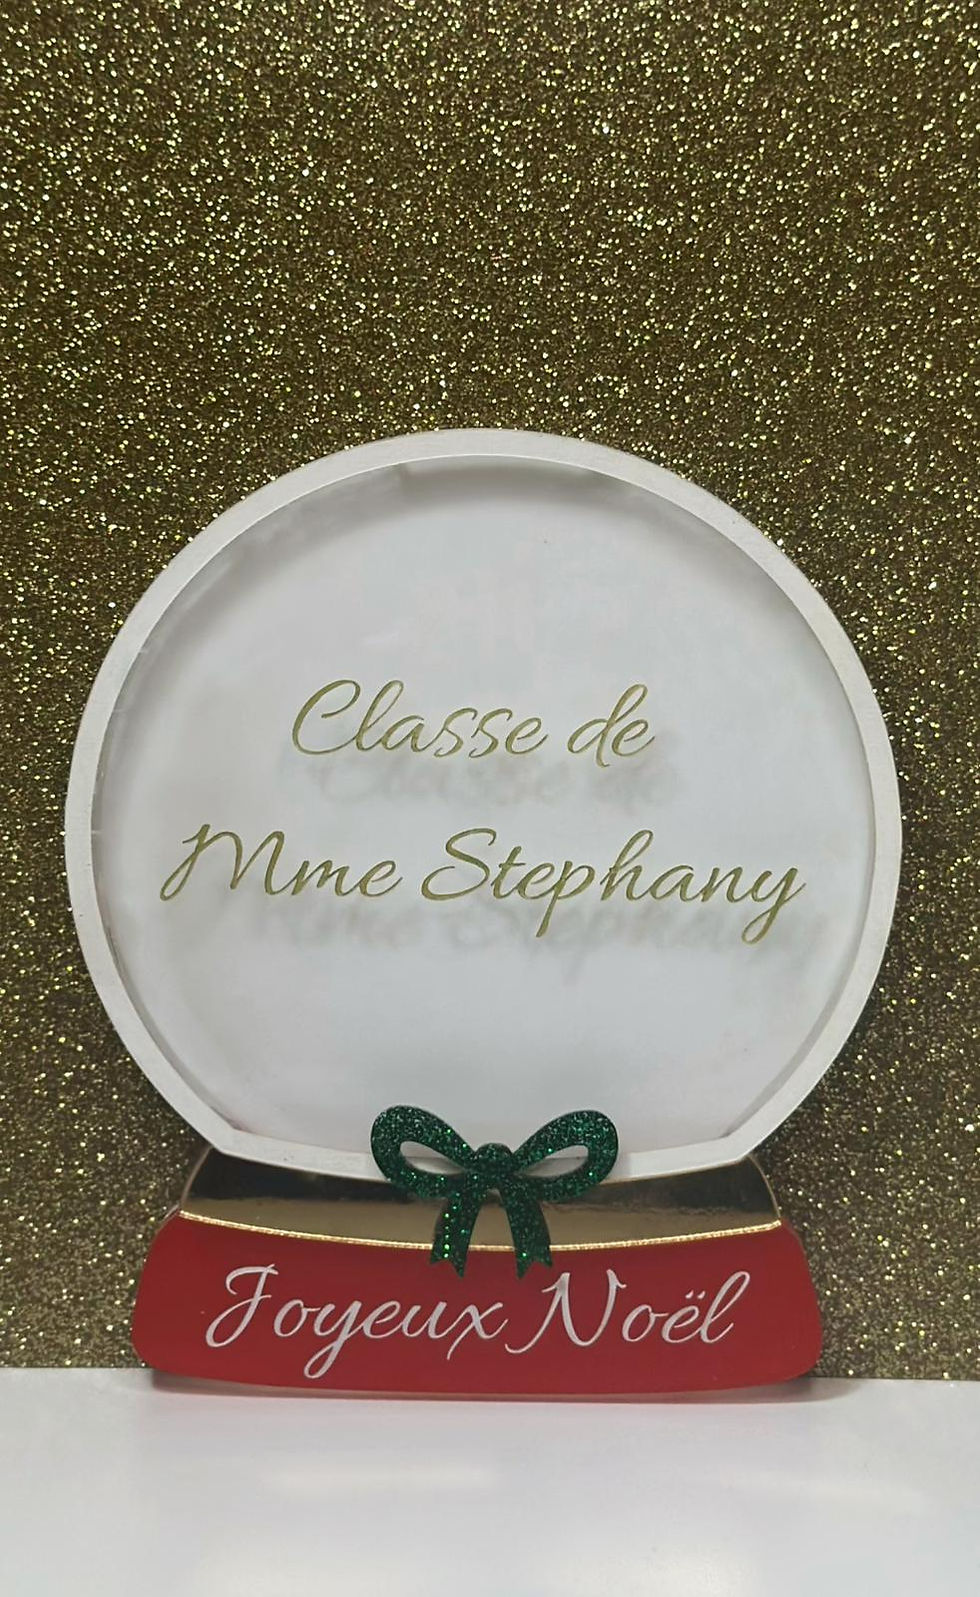 Classe de
Mme Stephany
Joyeux Noël